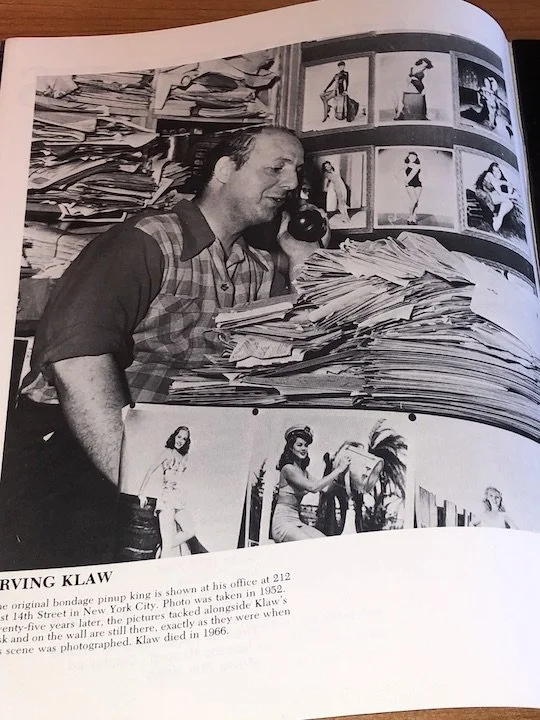 RVING KLAW
he original bondage pinup king is shown at his office at 212
st 14th Street in New York City. Photo was taken in 1952.
enty-five years later, the pictures tacked alongside Klaw's
sk and on the wall are still there, exactly as they were when
s scene was photographed. Klaw died in 1966.